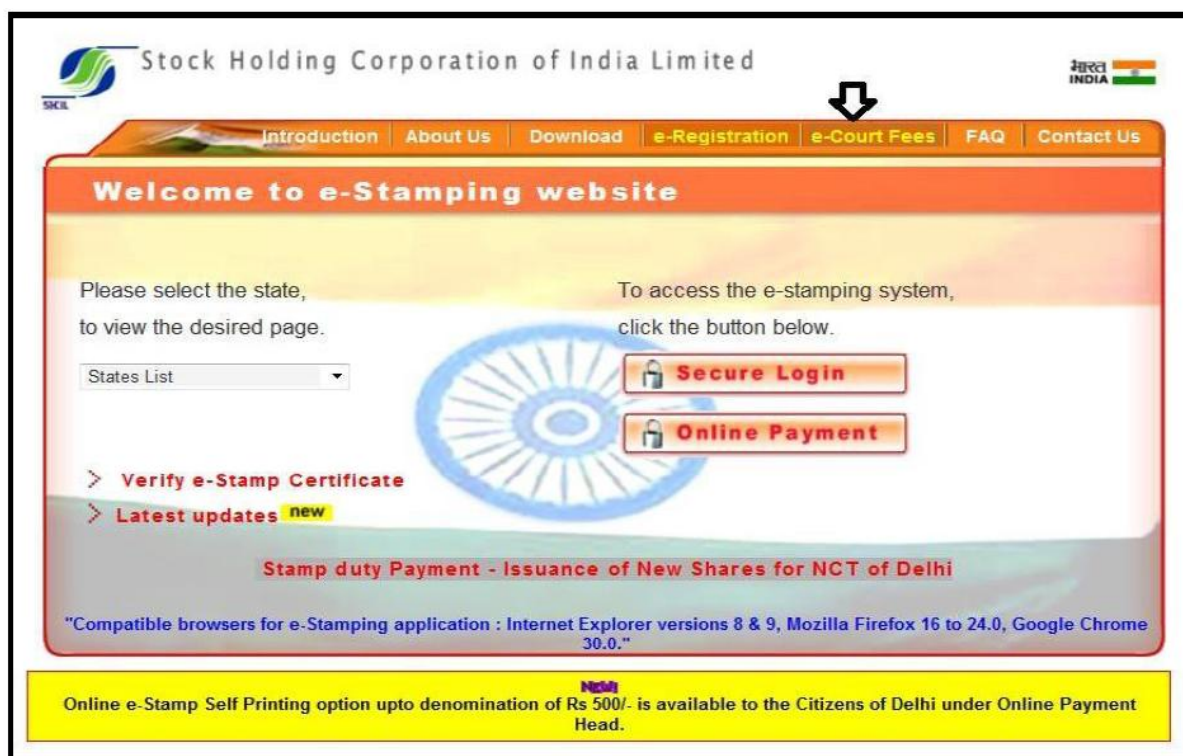 Stock Holding Corporation of India Limited
SHCIL
भारत
INDIA
Introduction About Us Download e-Registration e-Court Fees FAQ Contact Us
Welcome to e-Stamping website
Please select the state,
to view the desired page.
States List
To access the e-stamping system,
click the button below.
Secure Login
Online Payment
> Verify e-Stamp Certificate
> Latest updates new
Stamp duty Payment - Issuance of New Shares for NCT of Delhi
"Compatible browsers for e-Stamping application : Internet Explorer versions 8 & 9, Mozilla Firefox 16 to 24.0, Google Chrome
30.0."
NEW!
Online e-Stamp Self Printing option upto denomination of Rs 500/- is available to the Citizens of Delhi under Online Payment
Head.